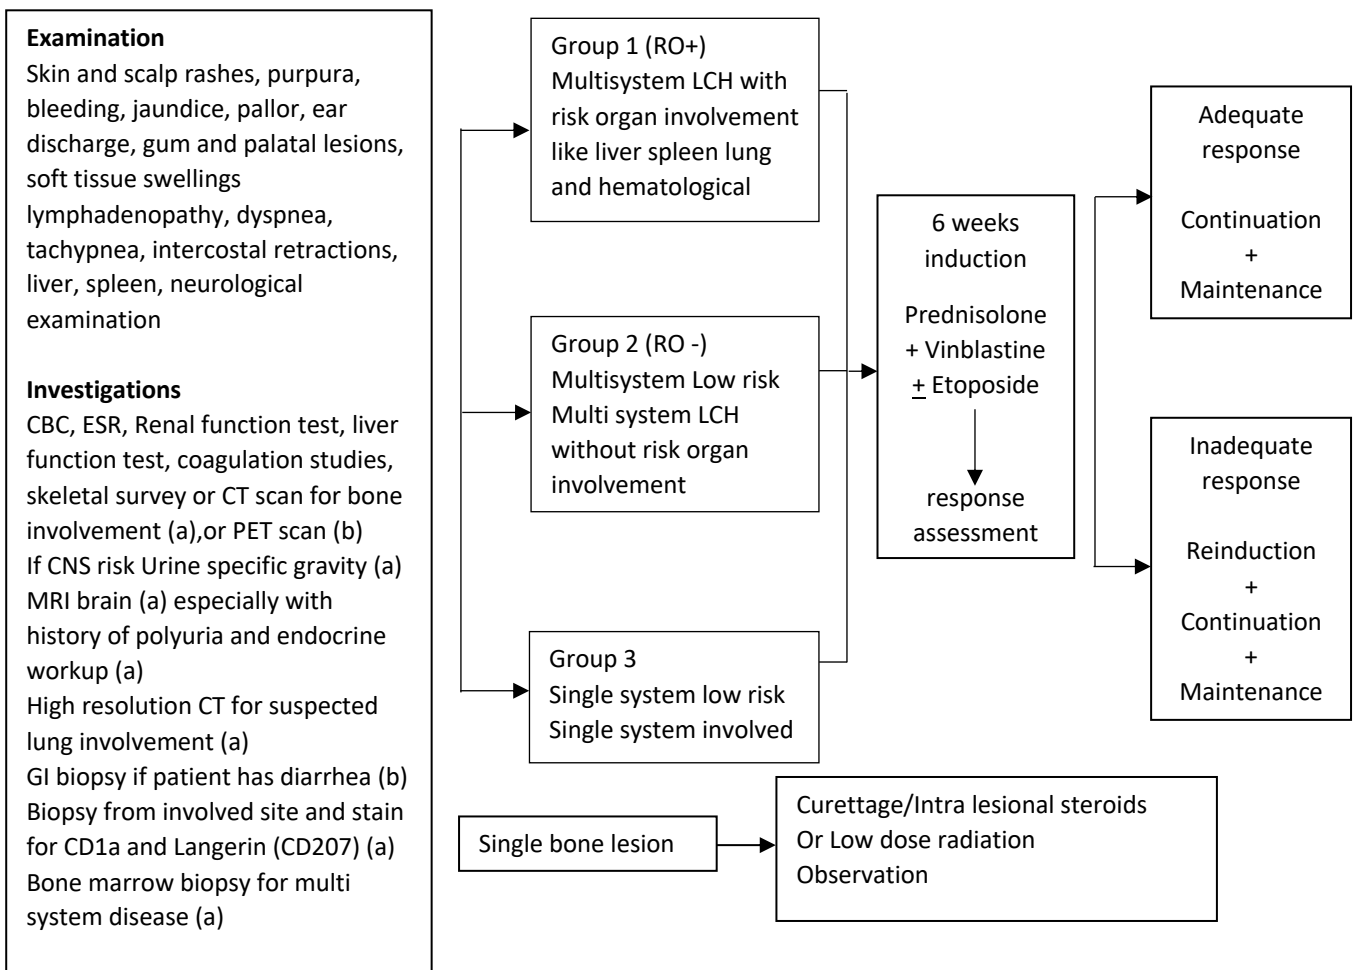 Examination
Skin and scalp rashes, purpura,
bleeding, jaundice, pallor, ear
discharge, gum and palatal lesions,
soft tissue swellings
lymphadenopathy, dyspnea,
tachypnea, intercostal retractions,
liver, spleen, neurological
examination
Investigations
CBC, ESR, Renal function test, liver
function test, coagulation studies,
skeletal survey or CT scan for bone
involvement (a),or PET scan (b)
If CNS risk Urine specific gravity (a)
MRI brain (a) especially with
history of polyuria and endocrine
workup (a)
High resolution CT for suspected
lung involvement (a)
GI biopsy if patient has diarrhea (b)
Biopsy from involved site and stain
for CD1a and Langerin (CD207) (a)
Bone marrow biopsy for multi
system disease (a)
Group 1 (RO+)
Multisystem LCH with
risk organ involvement
like liver spleen lung
and hematological
Group 2 (RO -)
Multisystem Low risk
Multi system LCH
without risk organ
involvement
Group 3
Single system low risk
Single system involved
6 weeks
induction
Prednisolone
+ Vinblastine
± Etoposide
response
assessment
Adequate
response
Continuation
+
Maintenance
Inadequate
response
Reinduction
+
Continuation
+
Maintenance
Single bone lesion
Curettage/Intra lesional steroids
Or Low dose radiation
Observation